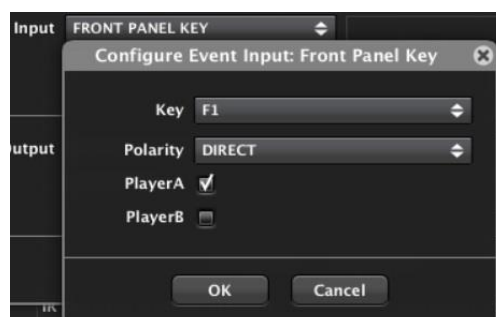 Input FRONT PANEL KEY
Configure Event Input: Front Panel Key
Key F1
utput Polarity DIRECT
PlayerA
PlayerB
OK Cancel